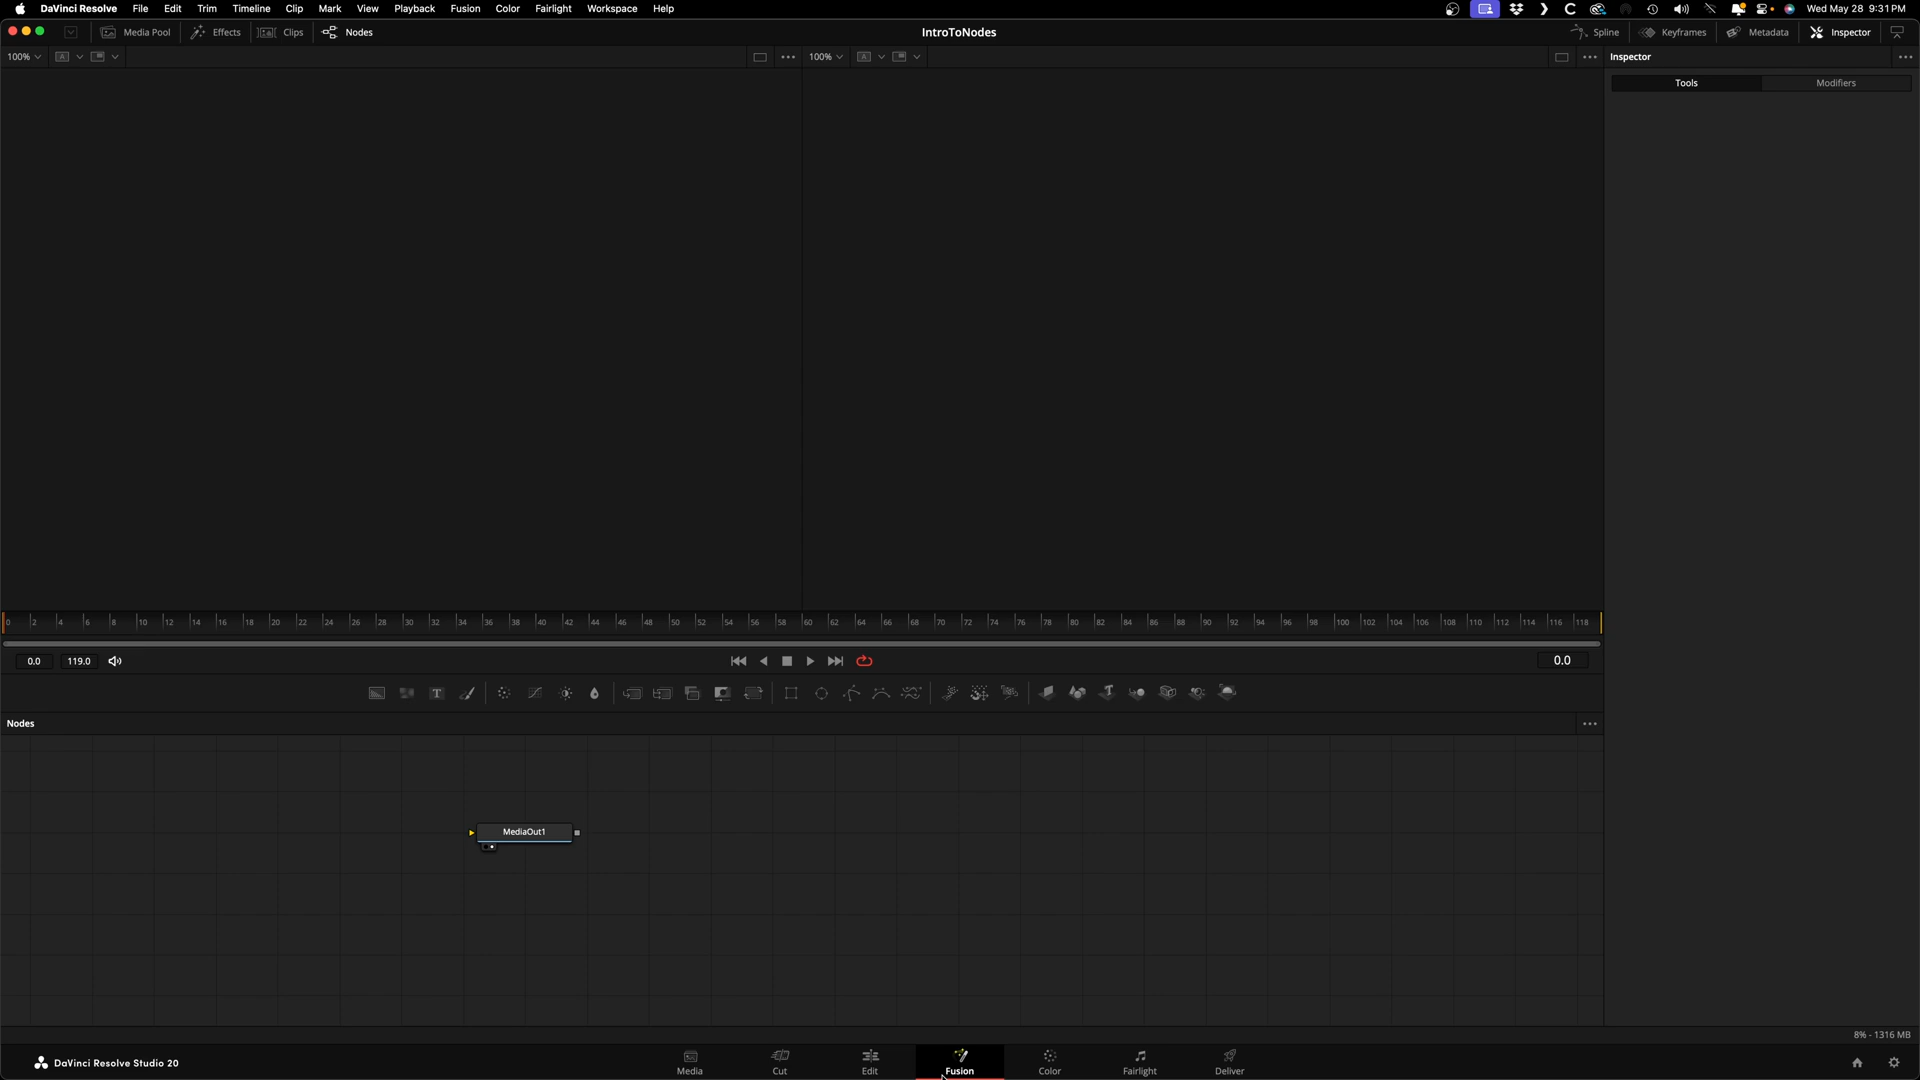 DaVinci Resolve File Edit Trim Timeline Clip Mark View Playback Fusion Color Fairlight Workspace Help Wed May 28 9:31PM
Media Pool Effects Clips Nodes IntroToNodes Spline Keyframes Metadata Inspector
100% A 100% A Inspector
Tools Modifiers
0 2 4 6 8 10 12 14 16 18 20 22 24 26 28 30 32 34 36 38 40 42 44 46 48 50 52 54 56 58 60 62 64 66 68 70 72 74 76 78 80 82 84 86 88 90 92 94 96 98 100 102 104 106 108 110 112 114 116 118
0.0 119.0 0.0
T T
Nodes
MediaOut1
8% - 1316 MB
DaVinci Resolve Studio 20 Media Cut Edit Fusion Color Fairlight Deliver